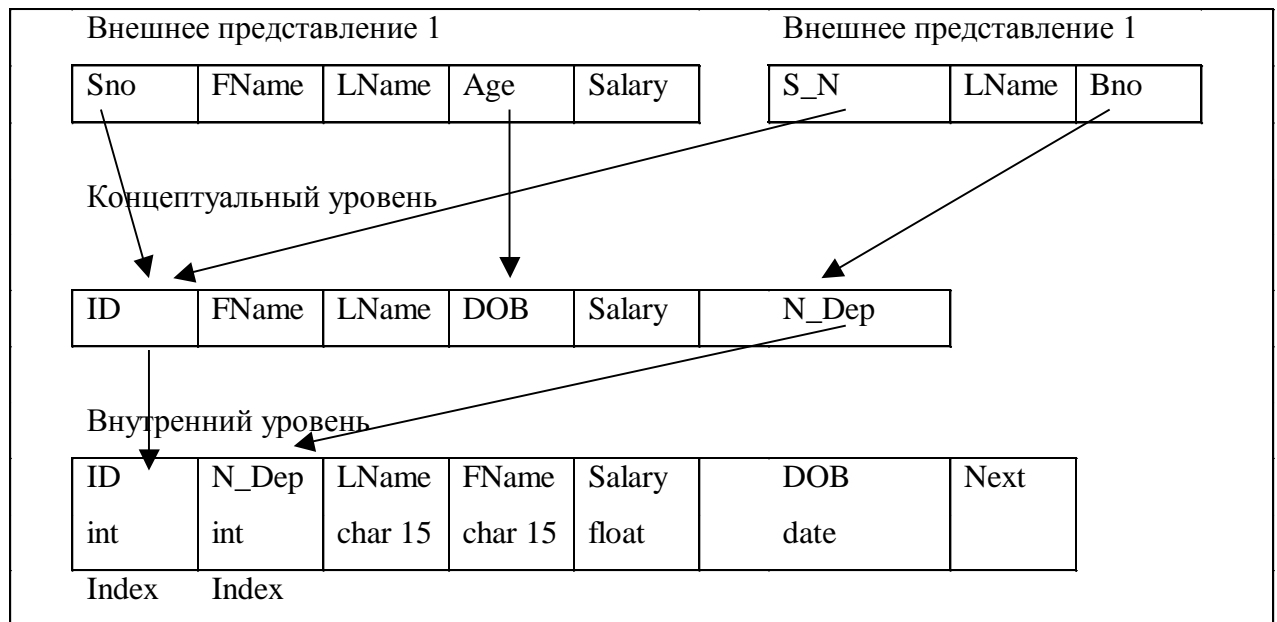 Внешнее представление 1 Внешнее представление 1
Sno FName LName Age Salary S_N LName Bno
Концептуальный уровень
ID FName LName DOB Salary N_Dep
Внутренний уровень
ID N_Dep LName FName Salary DOB Next
int int char 15 char 15 float date
Index Index